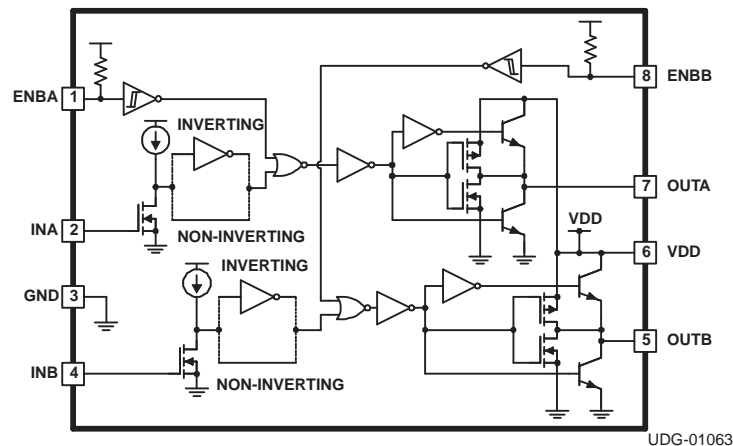 ENBA 1
8 ENBB
INVERTING
7 OUTA
INA 2
NON-INVERTING
VDD
INVERTING
6 VDD
GND 3
5 OUTB
INB 4
NON-INVERTING
UDG-01063